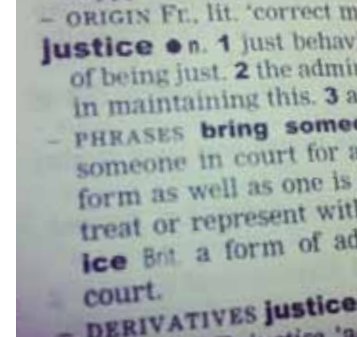 – ORIGIN Fr., lit. 'correct m
justice ● n. 1 just behav
of being just. 2 the admin
in maintaining this. 3 a
– PHRASES bring some
someone in court for a
form as well as one is
treat or represent wit
ice Brit. a form of ad
court.
– DERIVATIVES justice
justice 'a